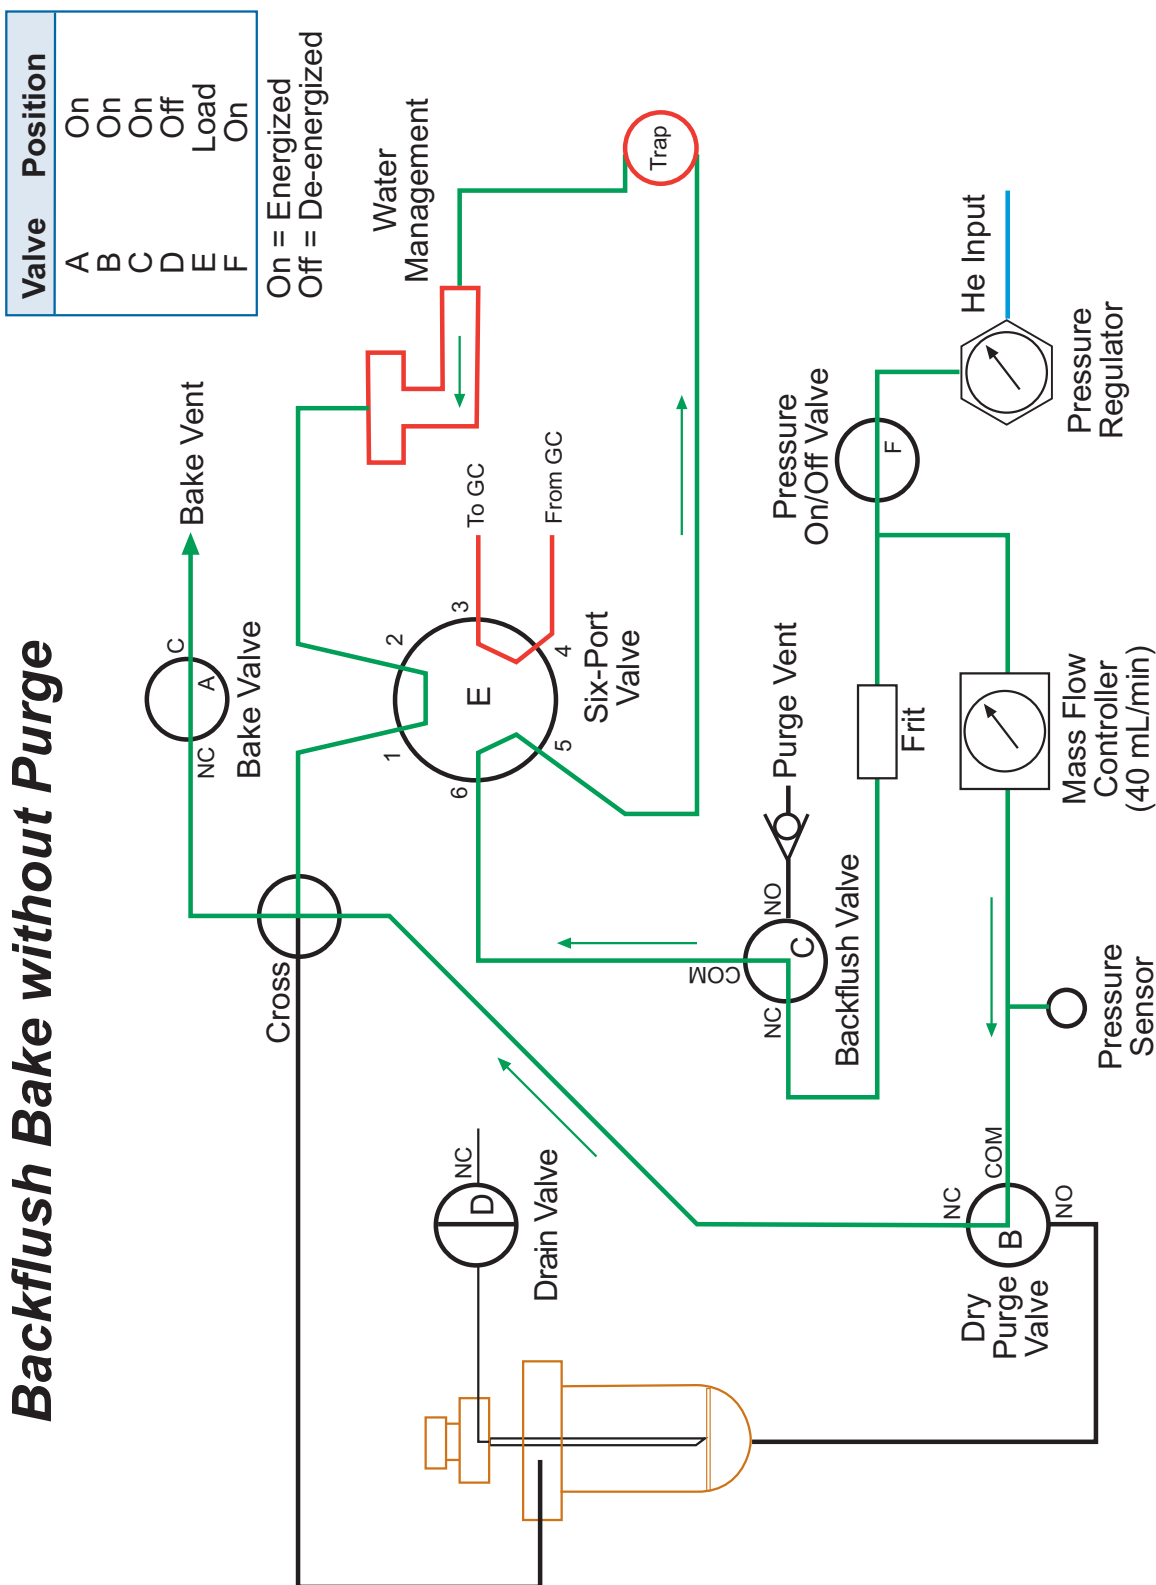 Backflush Bake without Purge
Valve Position
A On
B On
C On
D Off
E Load
F On
On = Energized
Off = De-energized
Bake Vent
C
A
NC
Bake Valve
Water
Management
Trap
Cross
1
2
3
4
5
6
E
To GC
From GC
Six-Port
Valve
Purge Vent
NO
C
COM
NC
Backflush Valve
Pressure
On/Off Valve
F
He Input
Pressure
Regulator
Frit
Mass Flow
Controller
(40 mL/min)
Pressure
Sensor
NC
D
Drain Valve
NC
COM
B
NO
Dry
Purge
Valve